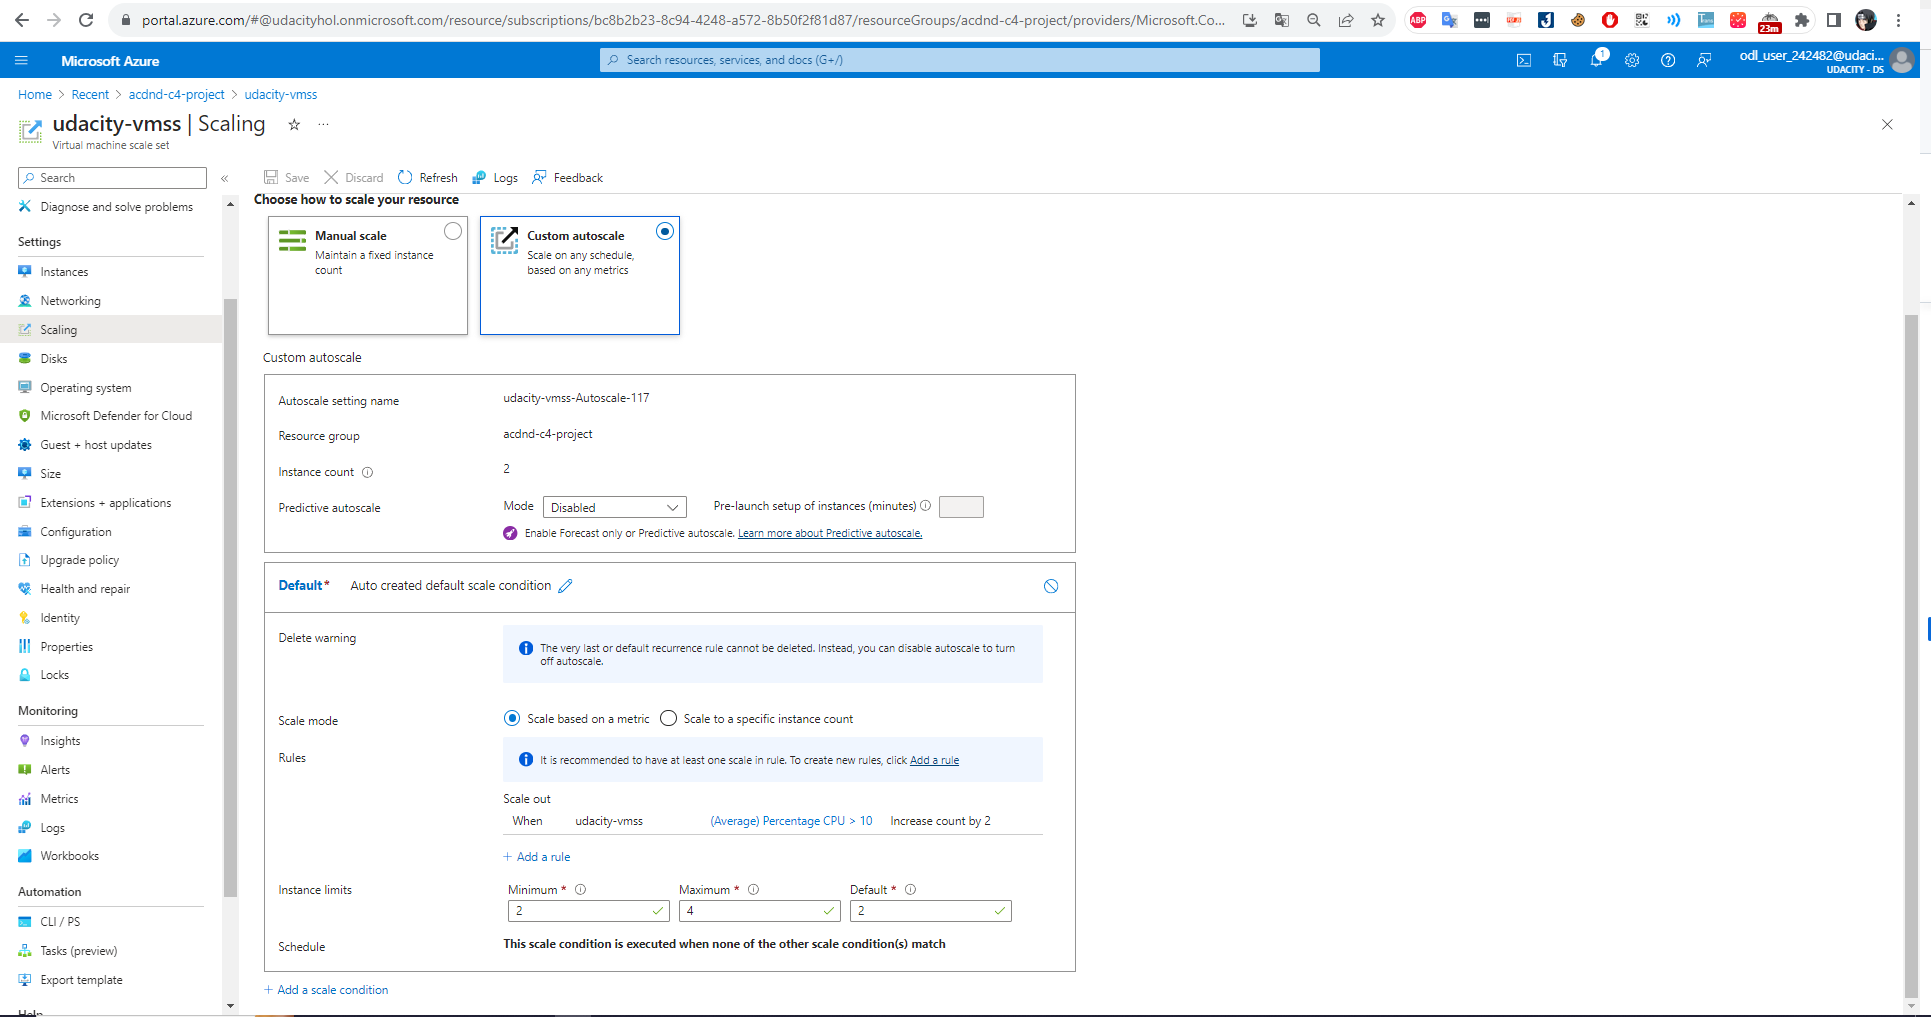 portal.azure.com/#@udacityhol.onmicrosoft.com/resource/subscriptions/bc8b2b23-8c94-4248-a572-8b50f2f81d87/resourceGroups/acdnd-c4-project/providers/Microsoft.Co...
ABP
23m
Microsoft Azure
Search resources, services, and docs (G+/)
1
odl_user_242482@udaci...
UDACITY - DS
Home > Recent > acdnd-c4-project > udacity-vmss
udacity-vmss | Scaling
Virtual machine scale set
Search
Save Discard Refresh Logs Feedback
Diagnose and solve problems
Settings
Instances
Networking
Scaling
Disks
Operating system
Microsoft Defender for Cloud
Guest + host updates
Size
Extensions + applications
Configuration
Upgrade policy
Health and repair
Identity
Properties
Locks
Monitoring
Insights
Alerts
Metrics
Logs
Workbooks
Automation
CLI / PS
Tasks (preview)
Export template
Help
Choose how to scale your resource
Manual scale
Maintain a fixed instance
count
Custom autoscale
Scale on any schedule,
based on any metrics
Custom autoscale
Autoscale setting name udacity-vmss-Autoscale-117
Resource group acdnd-c4-project
Instance count 2
Predictive autoscale Mode Disabled Pre-launch setup of instances (minutes)
Enable Forecast only or Predictive autoscale. Learn more about Predictive autoscale.
Default* Auto created default scale condition
Delete warning
The very last or default recurrence rule cannot be deleted. Instead, you can disable autoscale to turn
off autoscale.
Scale mode Scale based on a metric Scale to a specific instance count
Rules It is recommended to have at least one scale in rule. To create new rules, click Add a rule
Scale out
When udacity-vmss (Average) Percentage CPU > 10 Increase count by 2
+ Add a rule
Instance limits Minimum * Maximum * Default *
2 4 2
Schedule This scale condition is executed when none of the other scale condition(s) match
+ Add a scale condition